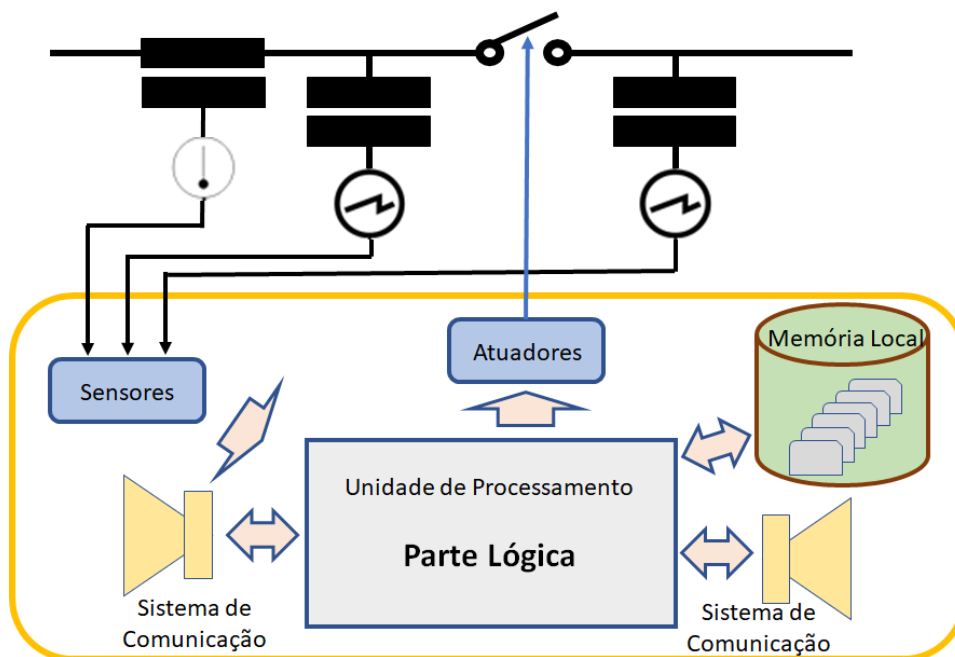 Memória Local
Atuadores
Sensores
Unidade de Processamento
Parte Lógica
Sistema de
Comunicação
Sistema de
Comunicação